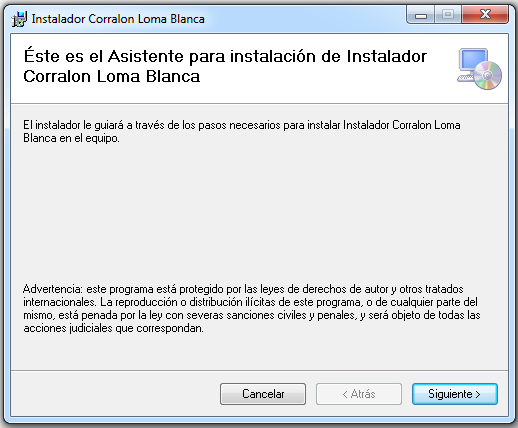 Instalador Corralon Loma Blanca
Éste es el Asistente para instalación de Instalador
Corralon Loma Blanca
El instalador le guiará a través de los pasos necesarios para instalar Instalador Corralon Loma
Blanca en el equipo.
Advertencia: este programa está protegido por las leyes de derechos de autor y otros tratados
internacionales. La reproducción o distribución ilícitas de este programa, o de cualquier parte del
mismo, está penada por la ley con severas sanciones civiles y penales, y será objeto de todas las
acciones judiciales que correspondan.
Cancelar < Atrás Siguiente >